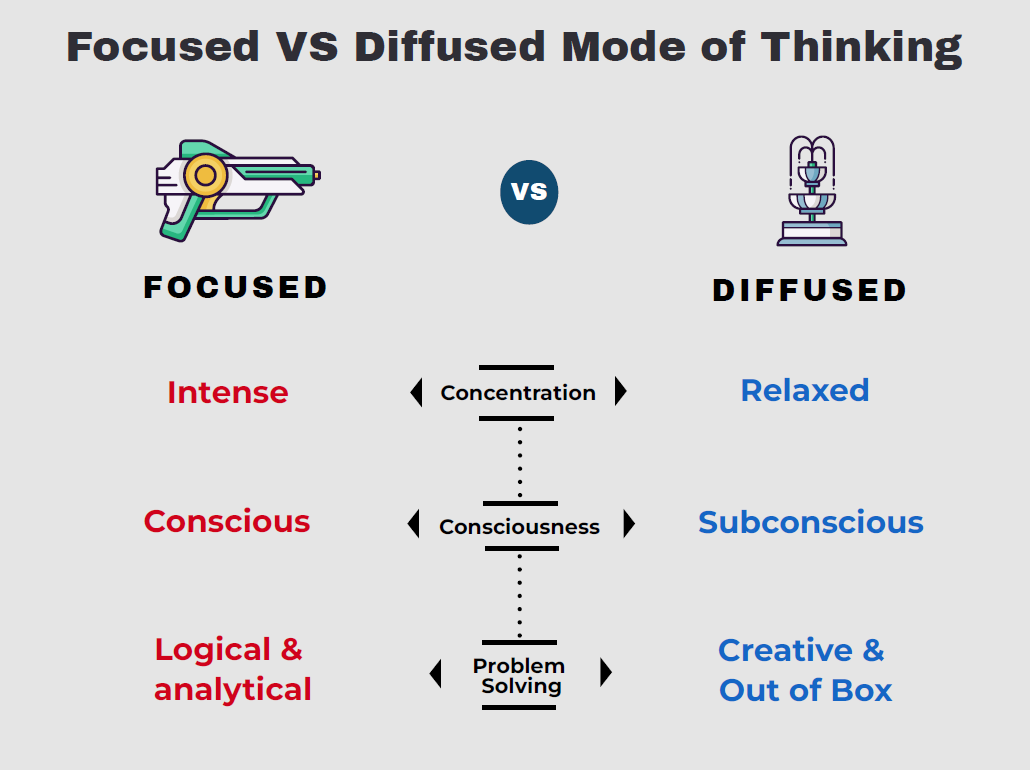 Focused VS Diffused Mode of Thinking
VS
FOCUSED
DIFFUSED
Intense
Concentration
Relaxed
Conscious
Consciousness
Subconscious
Logical &
analytical
Problem
Solving
Creative &
Out of Box